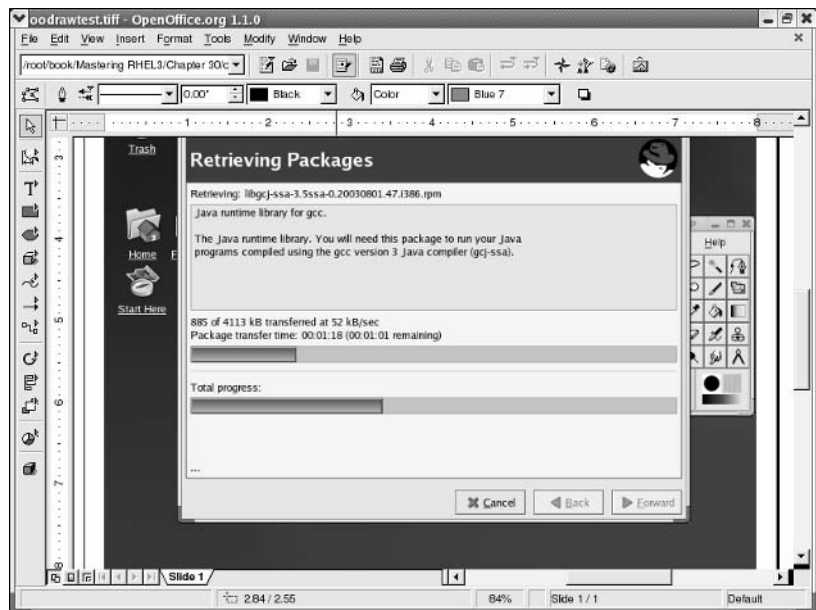 oodrawtest.tiff - OpenOffice.org 1.1.0
File Edit View Insert Format Tools Modify Window Help
/root/book/Mastering RHEL3/Chapter 30/c
0.00" Black Color Blue 7
1 2 3 4 5 6 7 8
Trash
Retrieving Packages
Retrieving: libgcj-ssa-3.5ssa-0.20030801.47.i386.rpm
Java runtime library for gcc.
The Java runtime library. You will need this package to run your Java
programs compiled using the gcc version 3 Java compiler (gcj-ssa).
Home E
Help
Start Here
885 of 4113 kB transferred at 52 kB/sec
Package transfer time: 00:01:18 (00:01:01 remaining)
Total progress:
...
Cancel Back Forward
3
4
5
6
7
8
Slide 1
2.84 / 2.55 84% Slide 1 / 1 Default